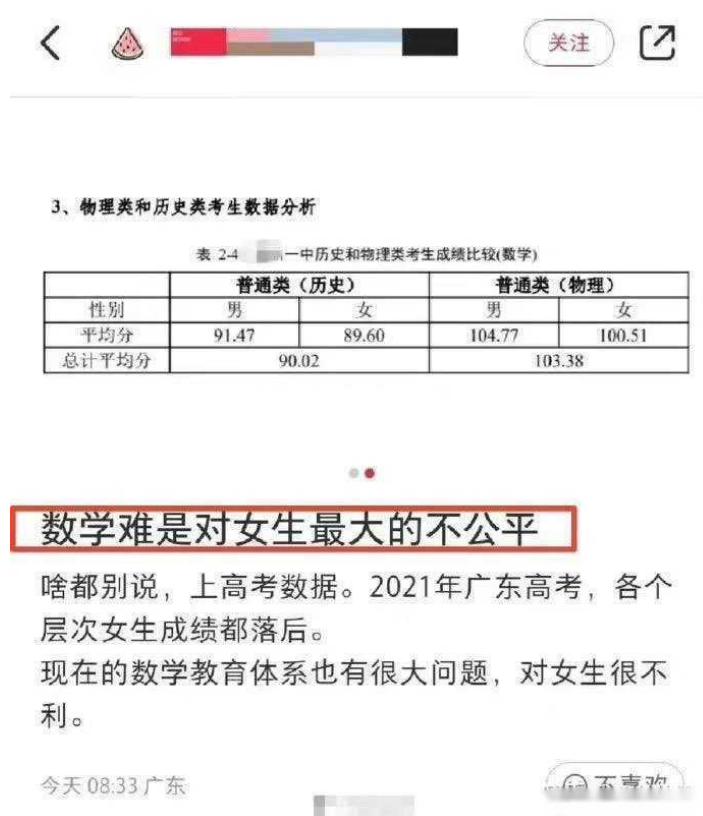 关注
3、物理类和历史类考生数据分析
表 2-4 一中历史和物理类考生成绩比较(数学)
普通类（历史） 普通类（物理）
性别 男 女 男 女
平均分 91.47 89.60 104.77 100.51
总计平均分 90.02 103.38
数学难是对女生最大的不公平
啥都别说，上高考数据。2021年广东高考，各个
层次女生成绩都落后。
现在的数学教育体系也有很大问题，对女生很不
利。
今天 08:33 广东
不喜欢